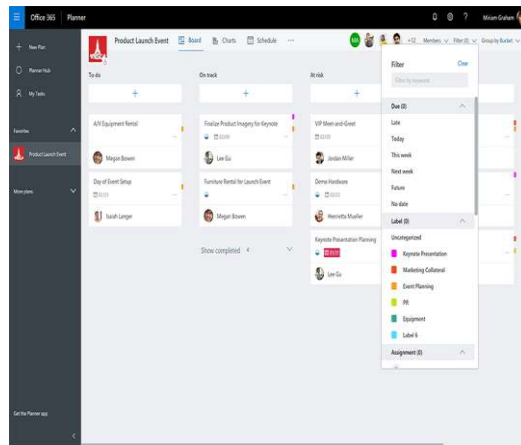 Office 365 Planner ? Miriam Graham
New Plan
Planner Hub
My Tasks
Favorites
Product Launch Event
More plans
Get the Planner app
Product Launch Event Board Charts Schedule ...
MA +12 Members Filter (0) Group by Bucket
To do On track At risk
+ + +
A/V Equipment Rental
Megan Bowen
Day of Event Setup
Isaiah Langer
Finalize Product Imagery for Keynote
Lee Gu
Furniture Rental for Launch Event
Megan Bowen
Show completed 4
VIP Meet-and-Greet
Jordan Miller
Demo Hardware
Henrietta Mueller
Keynote Presentation Planning
Lee Gu
Filter Clear
Filter by keyword
Due (0)
Late
Today
This week
Next week
Future
No date
Label (0)
Uncategorized
Keynote Presentation
Marketing Collateral
Event Planning
PR
Equipment
Label 6
Assignment (0)